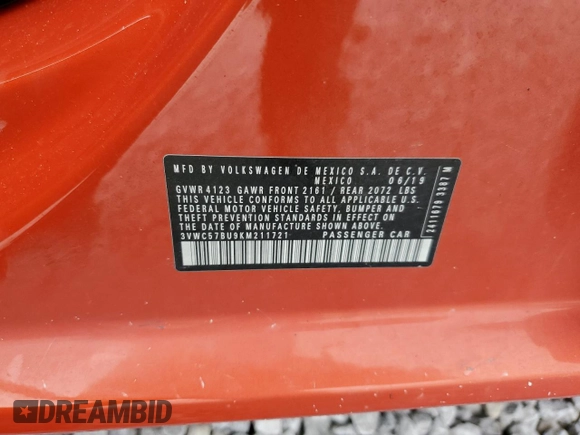 MFD BY VOLKSWAGEN DE MEXICO S.A. DE C.V.
MEXICO 06/19
GVWR 4123 GAWR FRONT 2161 / REAR 2072 LBS
THIS VEHICLE CONFORMS TO ALL APPLICABLE U.S.
FEDERAL MOTOR VEHICLE SAFETY, BUMPER AND
THEFT PREVENTION STANDARDS IN EFFECT ON
THE DATE OF MANUFACTURE SHOWN ABOVE.
3VWC57BU9KM211721 PASSENGER CAR
2411979 3387 M
DREAMBID